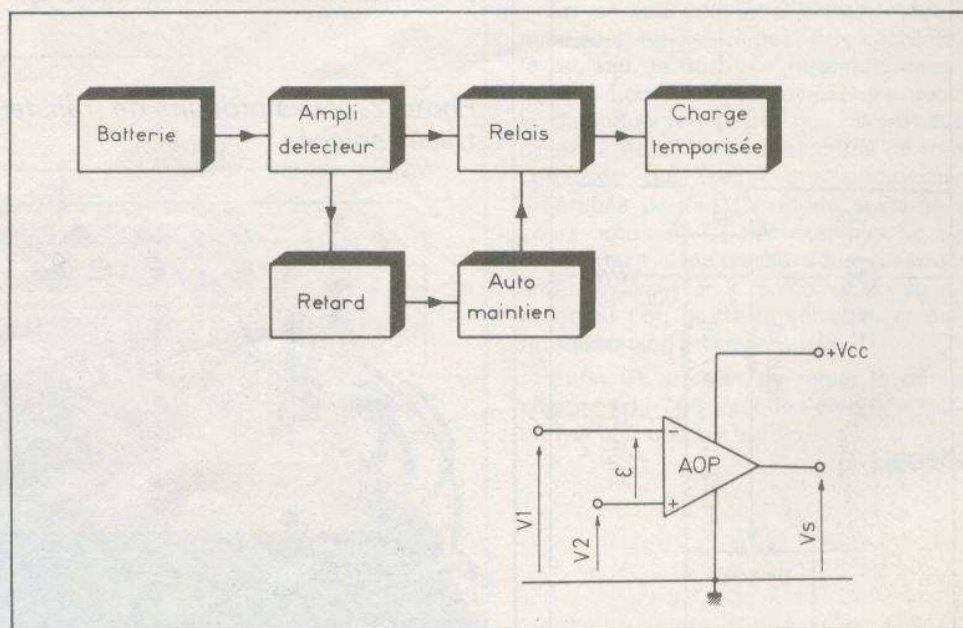 Batterie
Ampli
detecteur
Relais
Charge
temporisée
Retard
Auto
maintien
+Vcc
AOP
-
+
ε
V1
V2
Vs